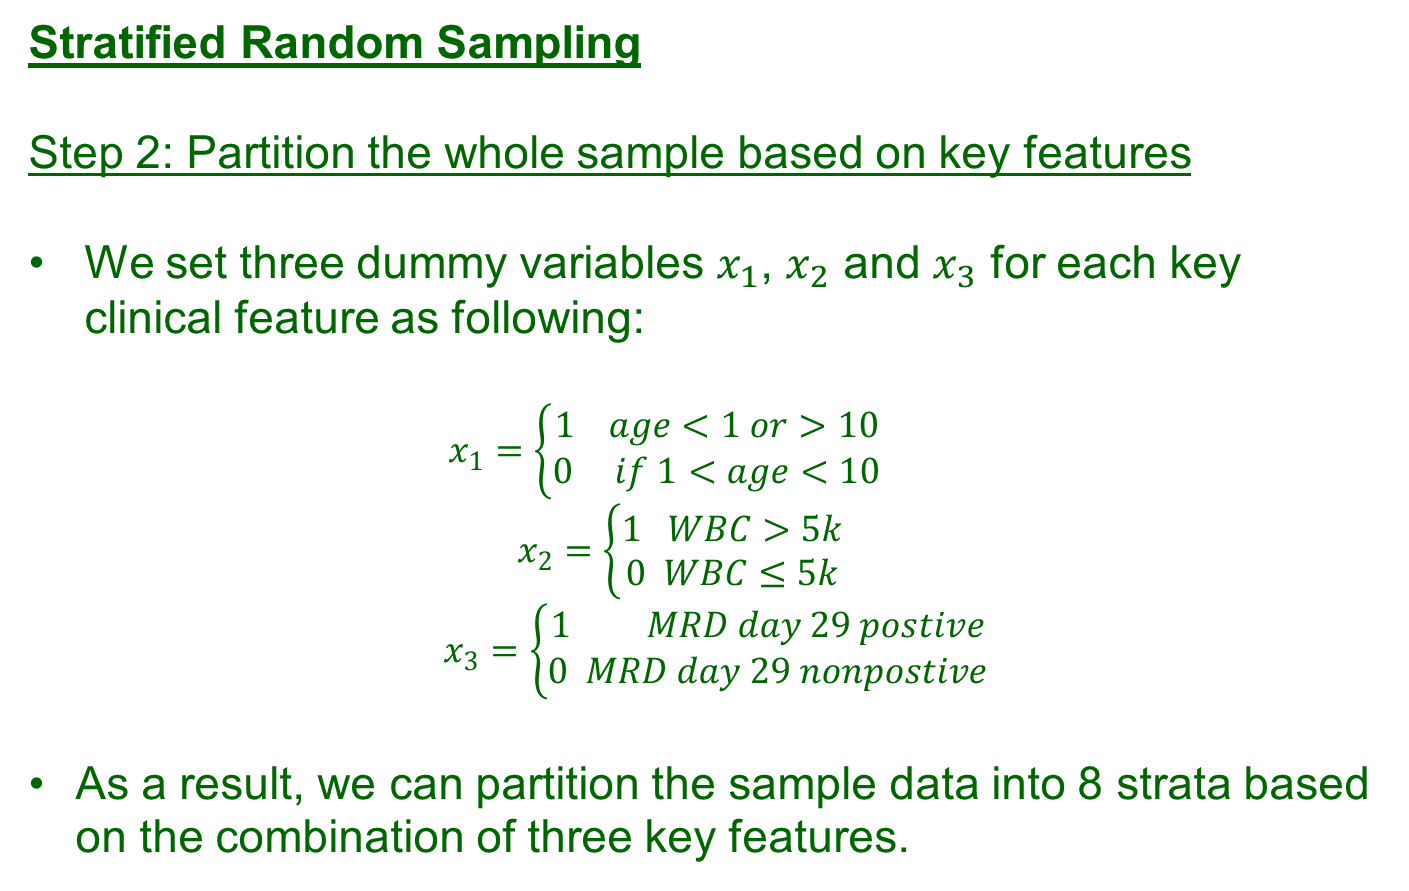 Stratified Random Sampling
Step 2: Partition the whole sample based on key features
• We set three dummy variables x₁, x₂ and x₃ for each key
clinical feature as following:
x₁ = {1 age < 1 or > 10
0 if 1 < age < 10
x₂ = {1 WBC > 5k
0 WBC ≤ 5k
x₃ = {1 MRD day 29 postive
0 MRD day 29 nonpostive
• As a result, we can partition the sample data into 8 strata based
on the combination of three key features.